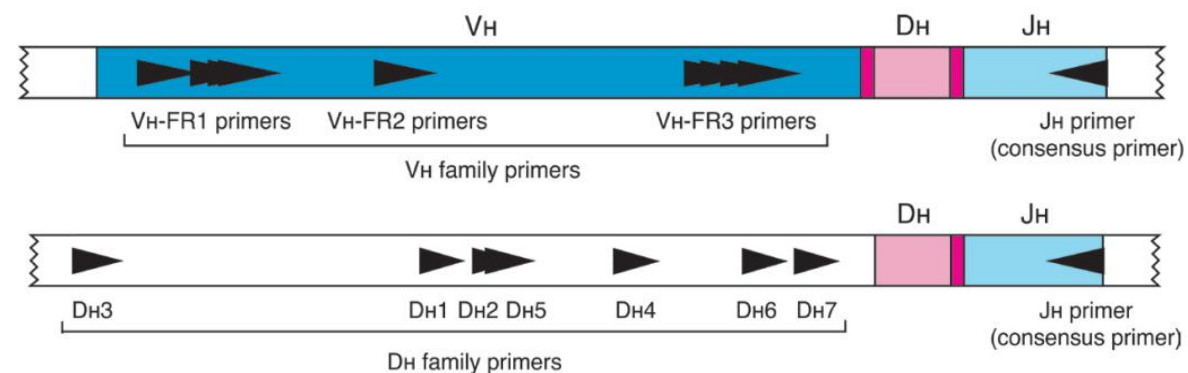 VH DH JH
VH-FR1 primers VH-FR2 primers VH-FR3 primers JH primer
(consensus primer)
VH family primers
DH JH
DH3 DH1 DH2 DH5 DH4 DH6 DH7 JH primer
(consensus primer)
DH family primers